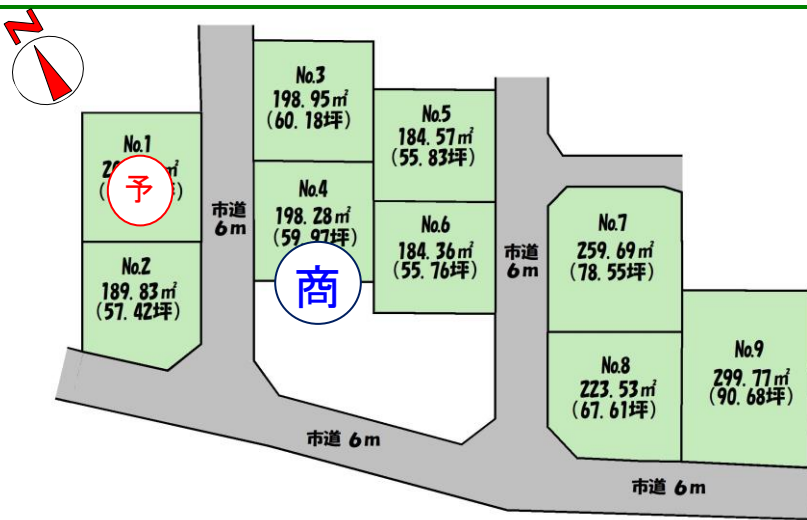 N
No.1
予
No.2
189.83㎡
(57.42坪)
市道
6m
No.3
198.95㎡
(60.18坪)
No.4
198.28㎡
(59.97坪)
商
No.5
184.57㎡
(55.83坪)
No.6
184.36㎡
(55.76坪)
市道
6m
No.7
259.69㎡
(78.55坪)
No.8
223.53㎡
(67.61坪)
No.9
299.77㎡
(90.68坪)
市道 6m
市道 6m